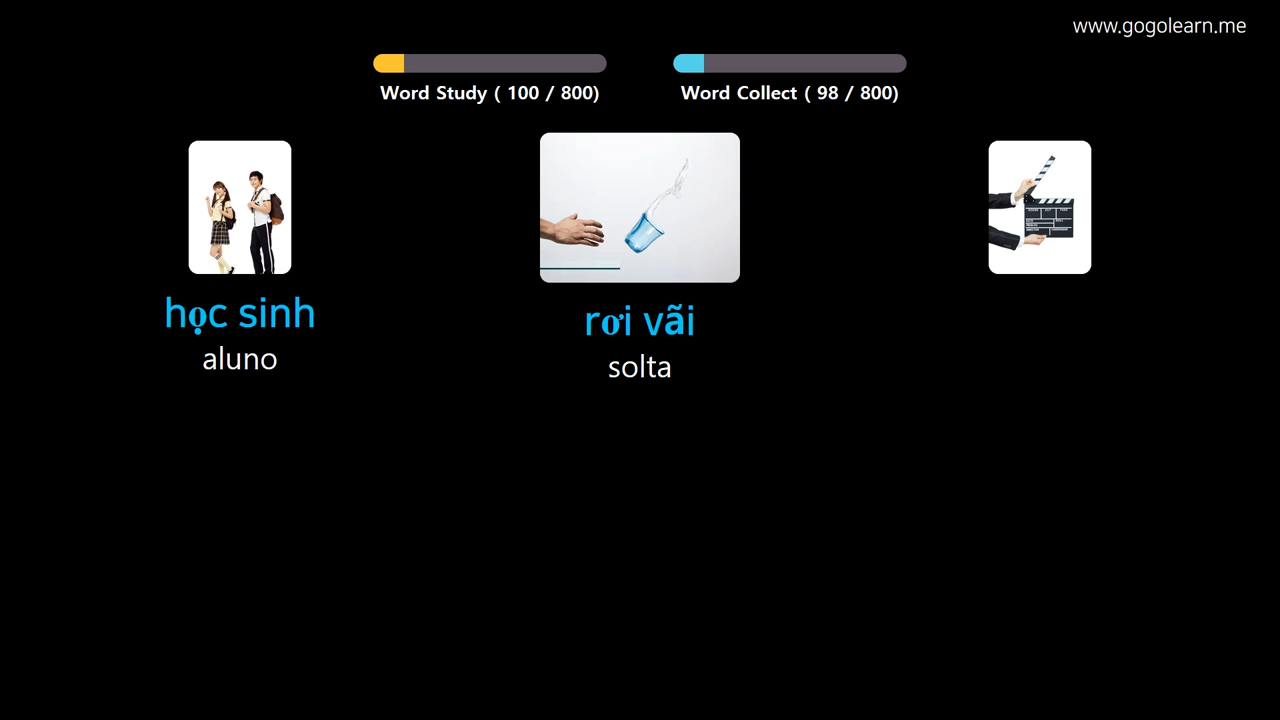 www.gogolearn.me
Word Study ( 100 / 800)
Word Collect ( 98 / 800)
học sinh
aluno
rơi vãi
solta